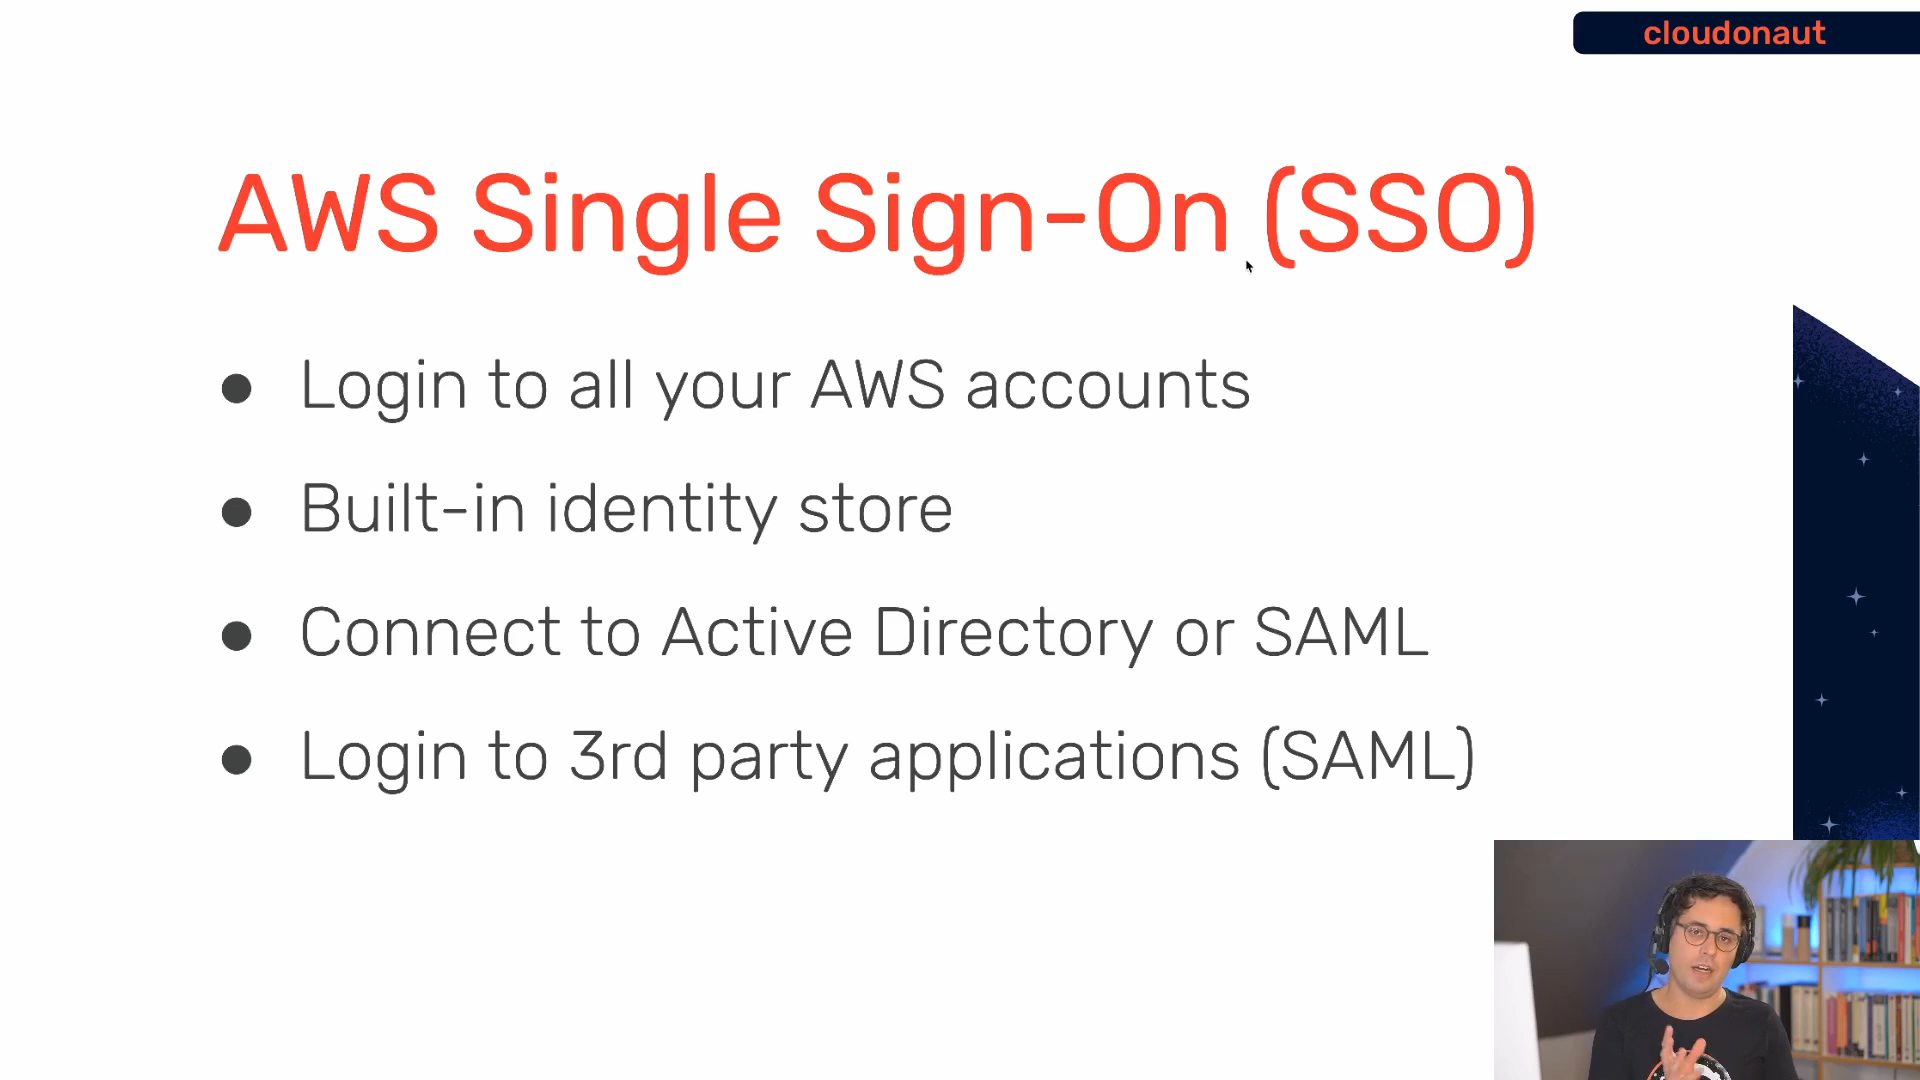 cloudonaut
AWS Single Sign-On (SSO)
● Login to all your AWS accounts
● Built-in identity store
● Connect to Active Directory or SAML
● Login to 3rd party applications (SAML)